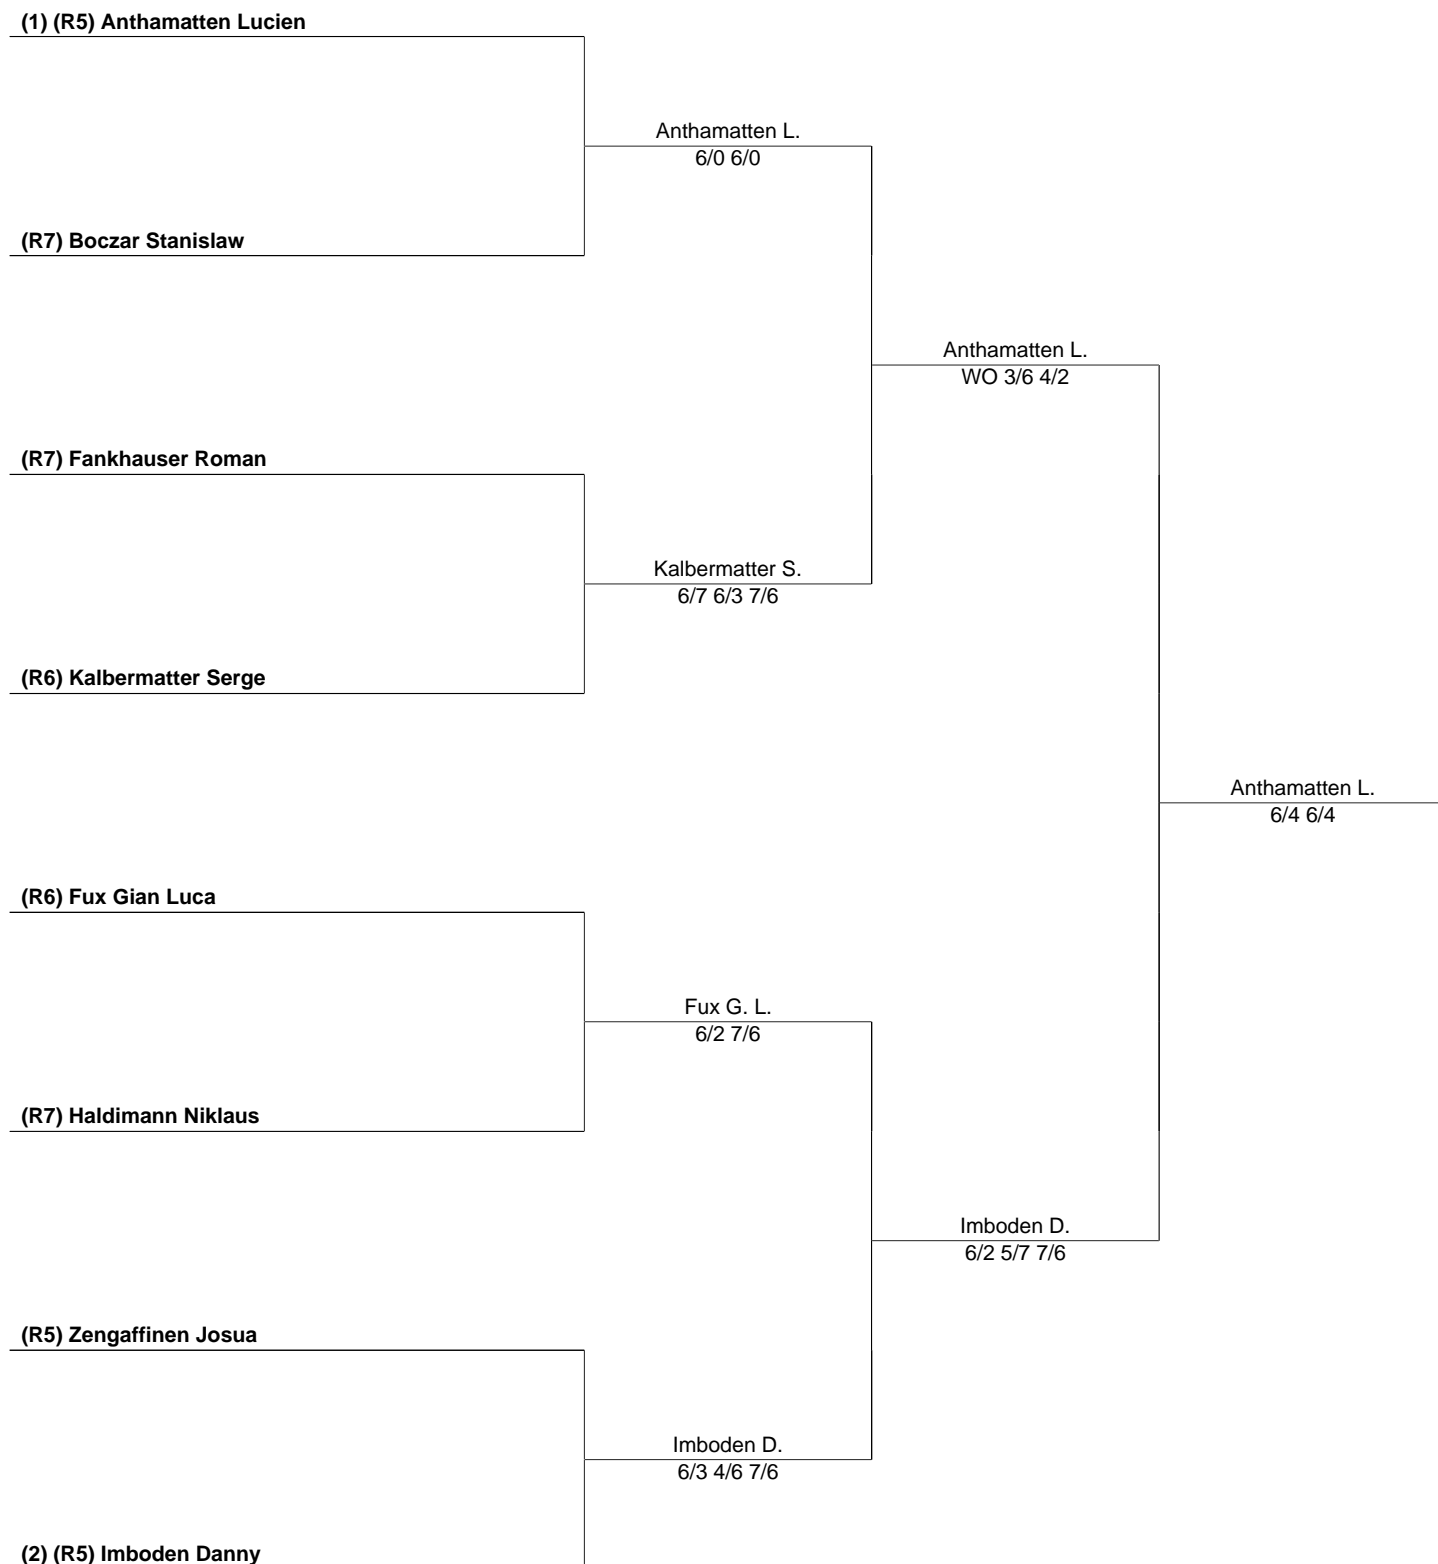 (1) (R5) Anthamatten Lucien
Anthamatten L.
6/0 6/0
(R7) Boczar Stanislaw
Anthamatten L.
WO 3/6 4/2
(R7) Fankhauser Roman
Kalbermatter S.
6/7 6/3 7/6
(R6) Kalbermatter Serge
Anthamatten L.
6/4 6/4
(R6) Fux Gian Luca
Fux G. L.
6/2 7/6
(R7) Haldimann Niklaus
Imboden D.
6/2 5/7 7/6
(R5) Zengaffinen Josua
Imboden D.
6/3 4/6 7/6
(2) (R5) Imboden Danny